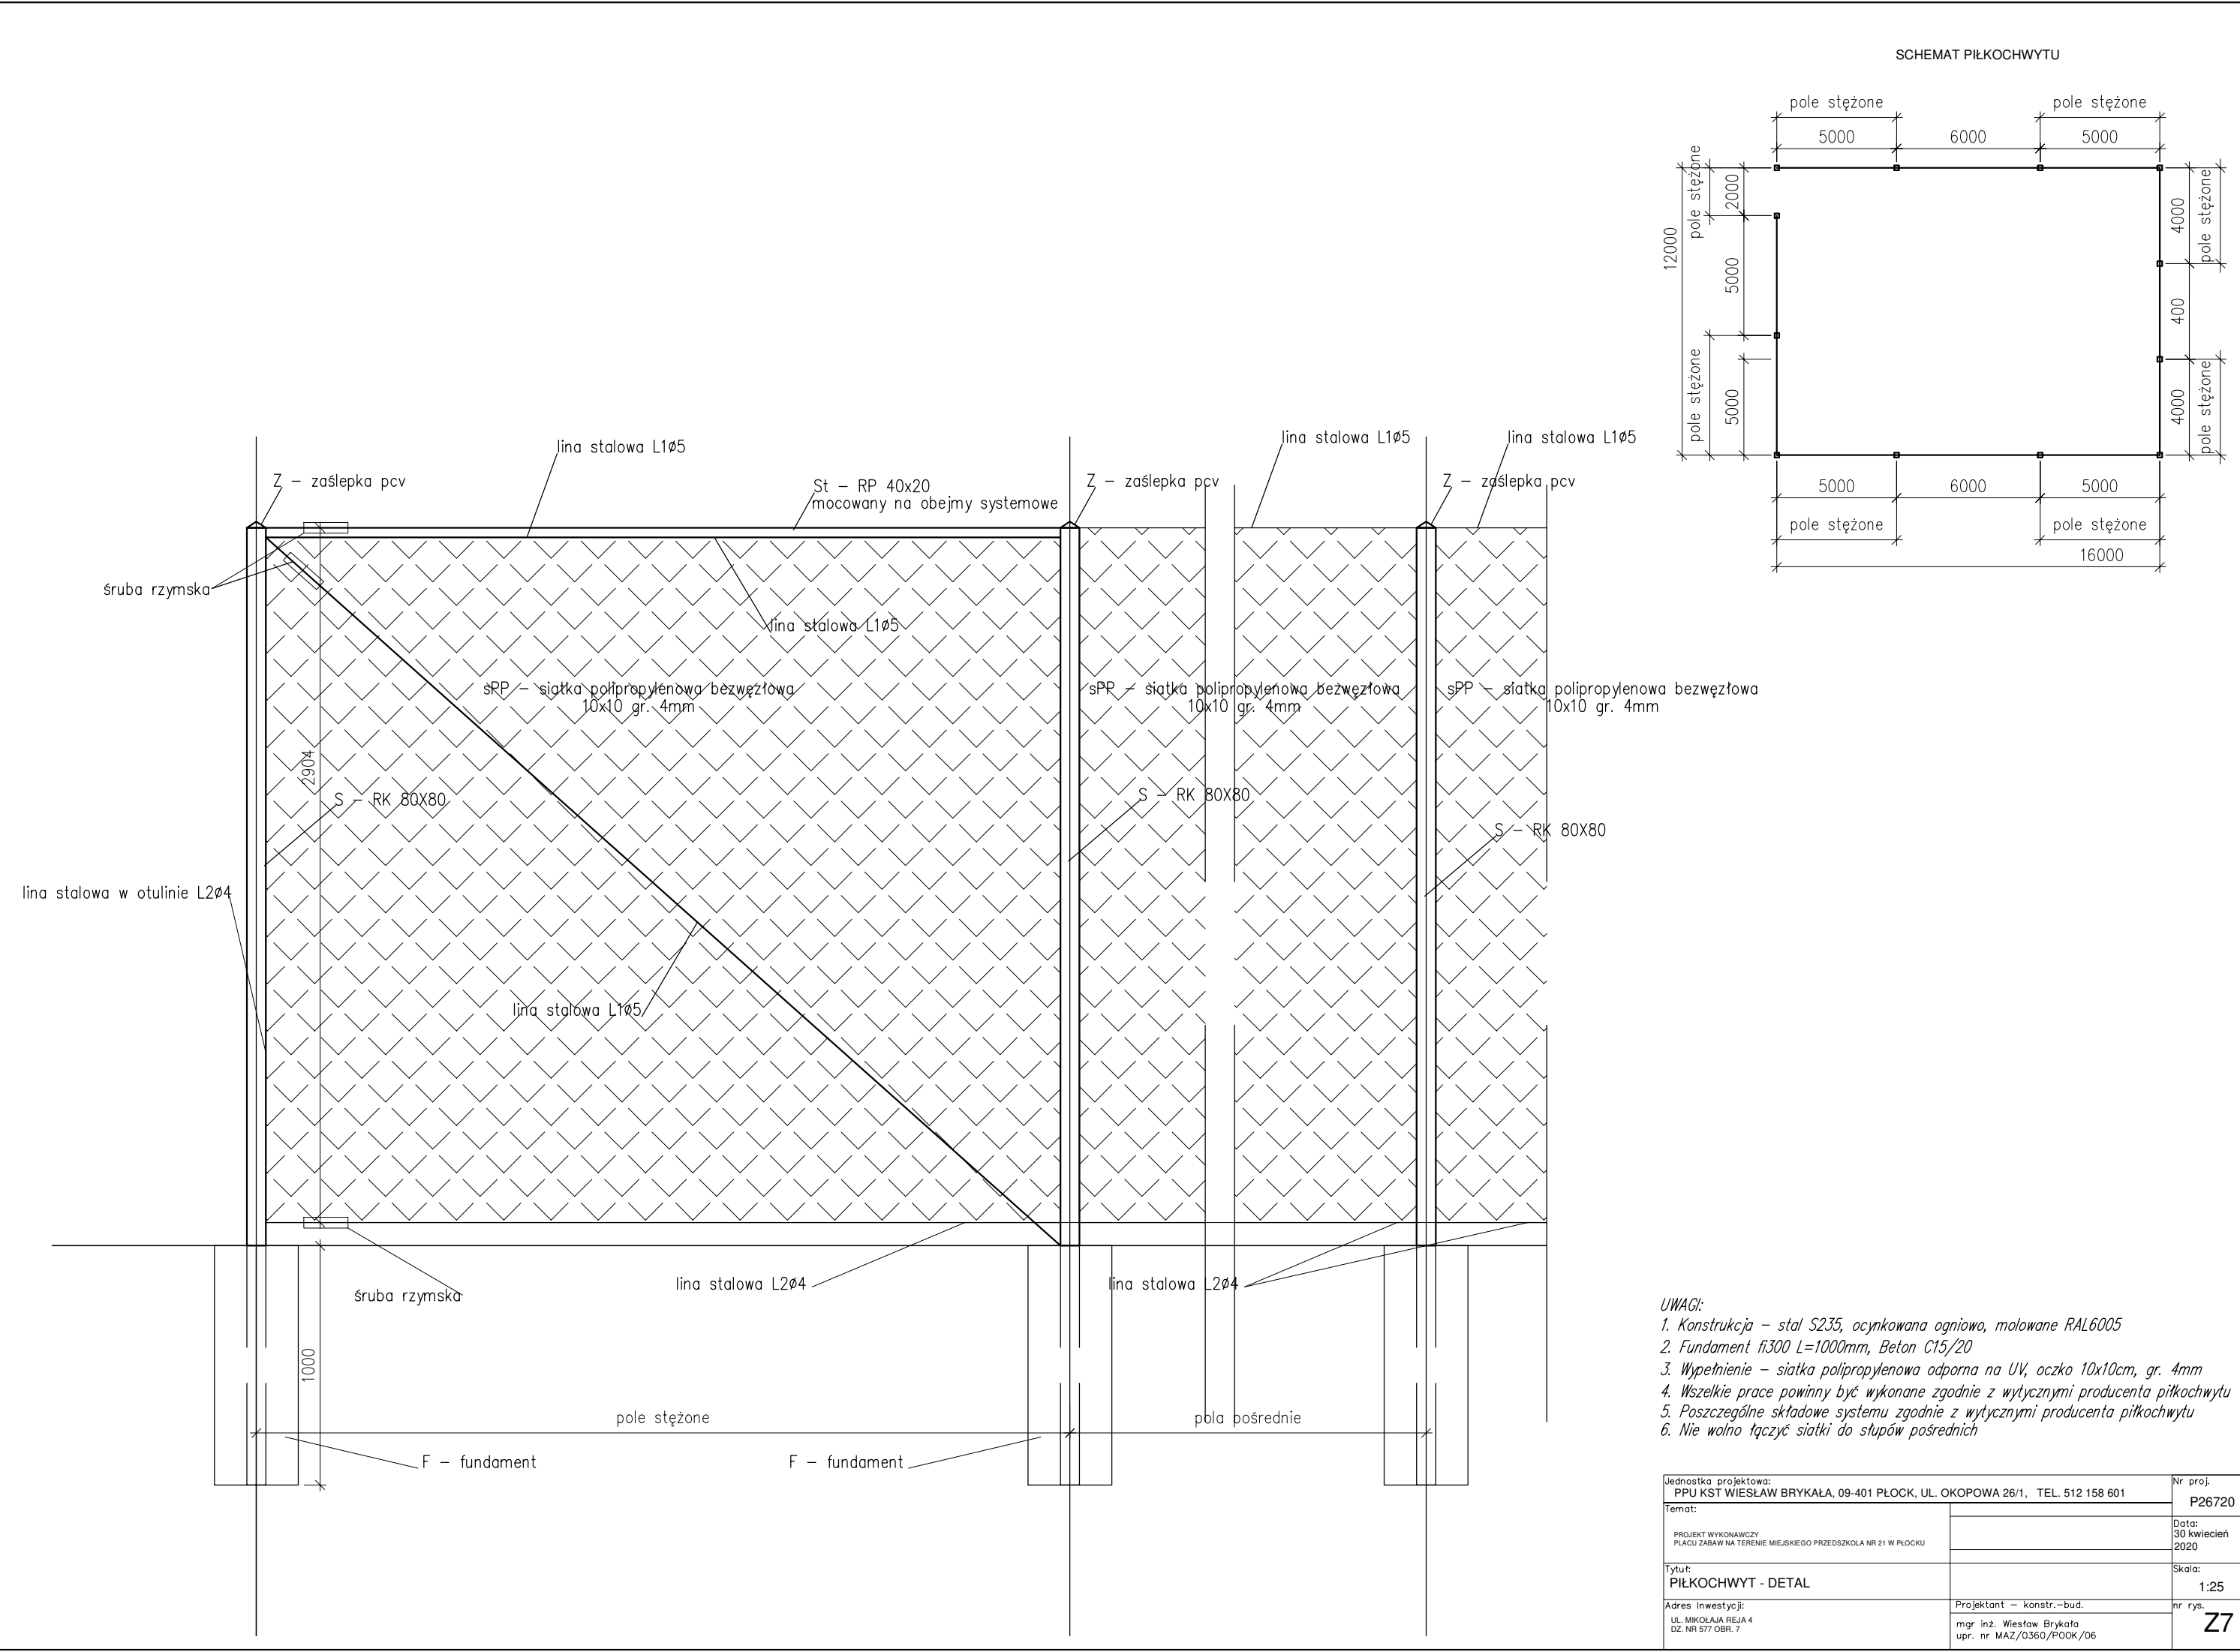 SCHEMAT PIŁKOCHWYTU
pole stężone
pole stężone
5000
6000
5000
pole stężone
2000
12000
5000
pole stężone
5000
4000
pole stężone
400
4000
pole stężone
5000
6000
5000
pole stężone
pole stężone
16000
lina stalowa L1ø5
lina stalowa L1ø5
lina stalowa L1ø5
Z – zaślepka pcv
St – RP 40x20
mocowany na obejmy systemowe
Z – zaślepka pcv
Z – zaślepka pcv
śruba rzymska
lina stalowa L1ø5
sPP – siatka polipropylenowa bezwęzłowa
10x10 gr. 4mm
sPP – siatka polipropylenowa bezwęzłowa
10x10 gr. 4mm
sPP – siatka polipropylenowa bezwęzłowa
10x10 gr. 4mm
2904
S – RK 80X80
S – RK 80X80
S – RK 80X80
lina stalowa w otulinie L2ø4
lina stalowa L1ø5
lina stalowa L2ø4
lina stalowa L2ø4
śruba rzymska
1000
pole stężone
pola pośrednie
F – fundament
F – fundament
UWAGI:
1. Konstrukcja – stal S235, ocynkowana ogniowo, molowane RAL6005
2. Fundament fi300 L=1000mm, Beton C15/20
3. Wypełnienie – siatka polipropylenowa odporna na UV, oczko 10x10cm, gr. 4mm
4. Wszelkie prace powinny być wykonane zgodnie z wytycznymi producenta piłkochwytu
5. Poszczególne składowe systemu zgodnie z wytycznymi producenta piłkochwytu
6. Nie wolno łączyć siatki do słupów pośrednich
Jednostka projektowa:
PPU KST WIESŁAW BRYKAŁA, 09-401 PŁOCK, UL. OKOPOWA 26/1, TEL. 512 158 601
Nr proj.
P26720
Temat:
PROJEKT WYKONAWCZY
PLACU ZABAW NA TERENIE MIEJSKIEGO PRZEDSZKOLA NR 21 W PŁOCKU
Data:
30 kwiecień
2020
Tytuł:
PIŁKOCHWYT - DETAL
Skala:
1:25
Adres Inwestycji:
UL. MIKOŁAJA REJA 4
DZ. NR 577 OBR. 7
Projektant – konstr.–bud.
mgr inż. Wiesław Brykała
upr. nr MAZ/0360/POOK/06
nr rys.
Z7